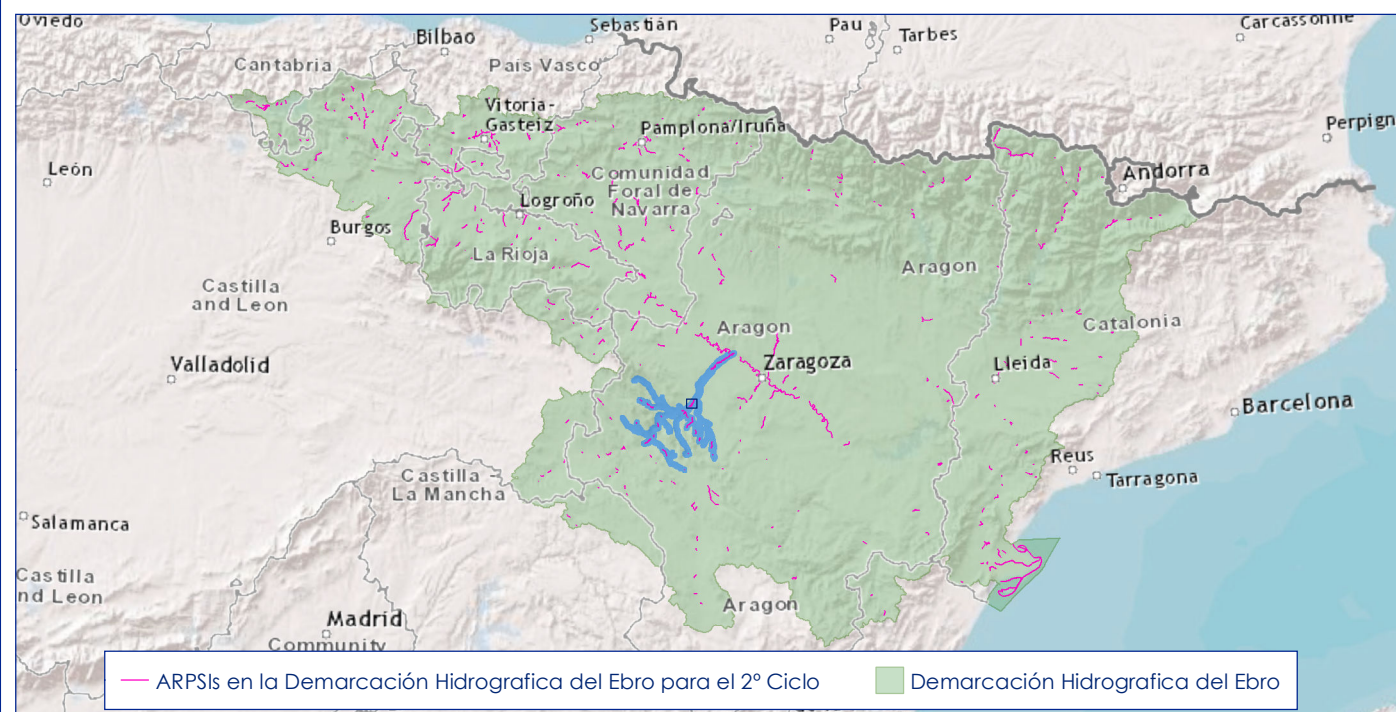 Oviedo
Bilbao
Sebastián
Pau
Tarbes
Carcassonne
Cantabria
País Vasco
Vitoria-
Gasteiz
Pamplona/Iruña
Perpign
León
Comunidad
Foral de
Navarra
Andorra
Logroño
Burgos
La Rioja
Aragon
Castilla
and Leon
Aragon
Catalonia
Valladolid
Zaragoza
Lleida
Barcelona
Reus
Tarragona
Castilla
La Mancha
Salamanca
Castilla
nd Leon
Aragon
Madrid
Community
ARPSIs en la Demarcación Hidrografica del Ebro para el 2º Ciclo
Demarcación Hidrografica del Ebro